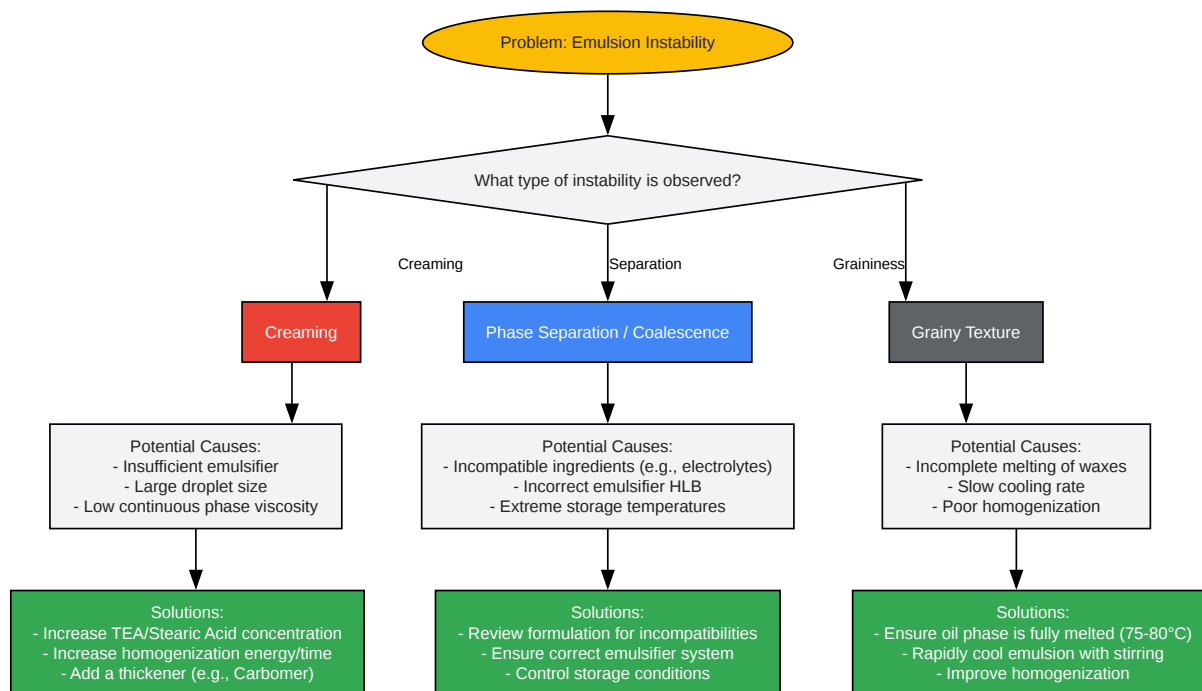 Problem: Emulsion Instability
What type of instability is observed?
Creaming
Separation
Graininess
Creaming
Phase Separation / Coalescence
Grainy Texture
Potential Causes:
- Insufficient emulsifier
- Large droplet size
- Low continuous phase viscosity
Potential Causes:
- Incompatible ingredients (e.g., electrolytes)
- Incorrect emulsifier HLB
- Extreme storage temperatures
Potential Causes:
- Incomplete melting of waxes
- Slow cooling rate
- Poor homogenization
Solutions:
- Increase TEA/Stearic Acid concentration
- Increase homogenization energy/time
- Add a thickener (e.g., Carbomer)
Solutions:
- Review formulation for incompatibilities
- Ensure correct emulsifier system
- Control storage conditions
Solutions:
- Ensure oil phase is fully melted (75-80°C)
- Rapidly cool emulsion with stirring
- Improve homogenization